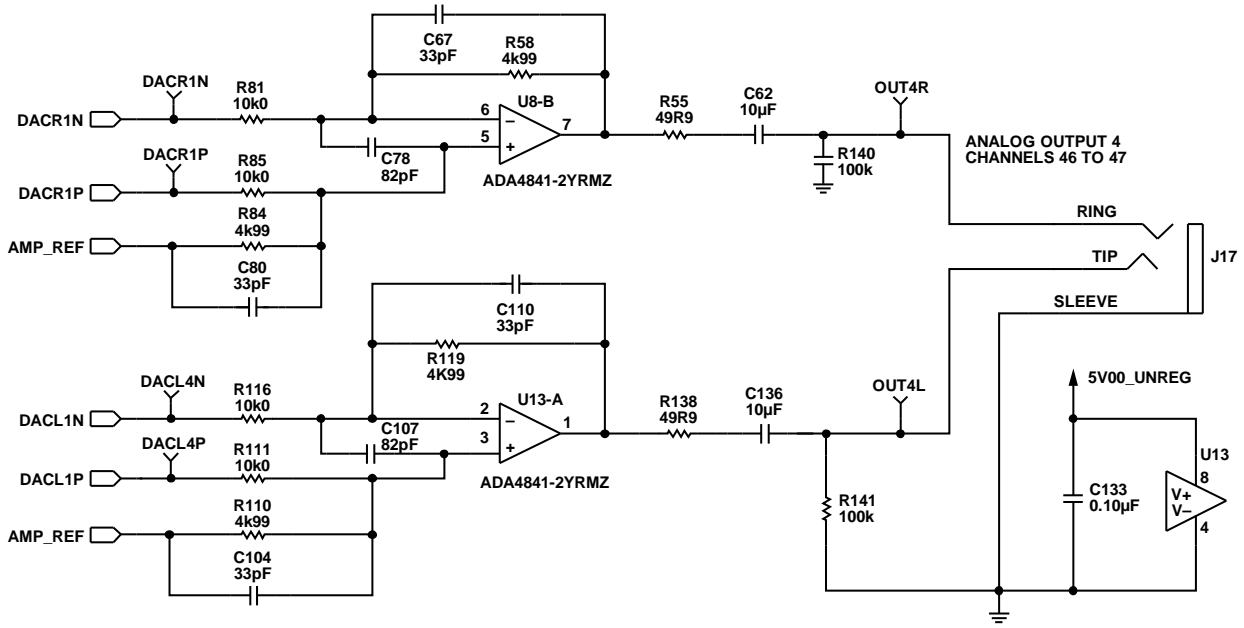 C67
33pF
R58
4k99
DACR1N
R81
10k0
DACR1N
U8-B
6
–
5
+
7
ADA4841-2YRMZ
C78
82pF
DACR1P
R85
10k0
DACR1P
R84
4k99
AMP_REF
C80
33pF
R55
49R9
C62
10µF
OUT4R
R140
100k
ANALOG OUTPUT 4
CHANNELS 46 TO 47
RING
TIP
SLEEVE
J17
C110
33pF
R119
4K99
DACL4N
R116
10k0
DACL1N
U13-A
2
–
3
+
1
ADA4841-2YRMZ
C107
82pF
DACL4P
R111
10k0
DACL1P
R110
4k99
AMP_REF
C104
33pF
R138
49R9
C136
10µF
OUT4L
R141
100k
5V00_UNREG
C133
0.10µF
U13
8
V+
V–
4